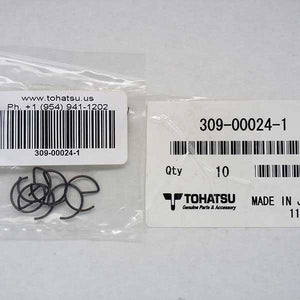 www.tohatsu.us
Ph. +1 (954) 941-1202
309-00024-1
309-00024-1
Qty 10
TOHATSU
Genuine Parts & Accessory
MADE IN J
11